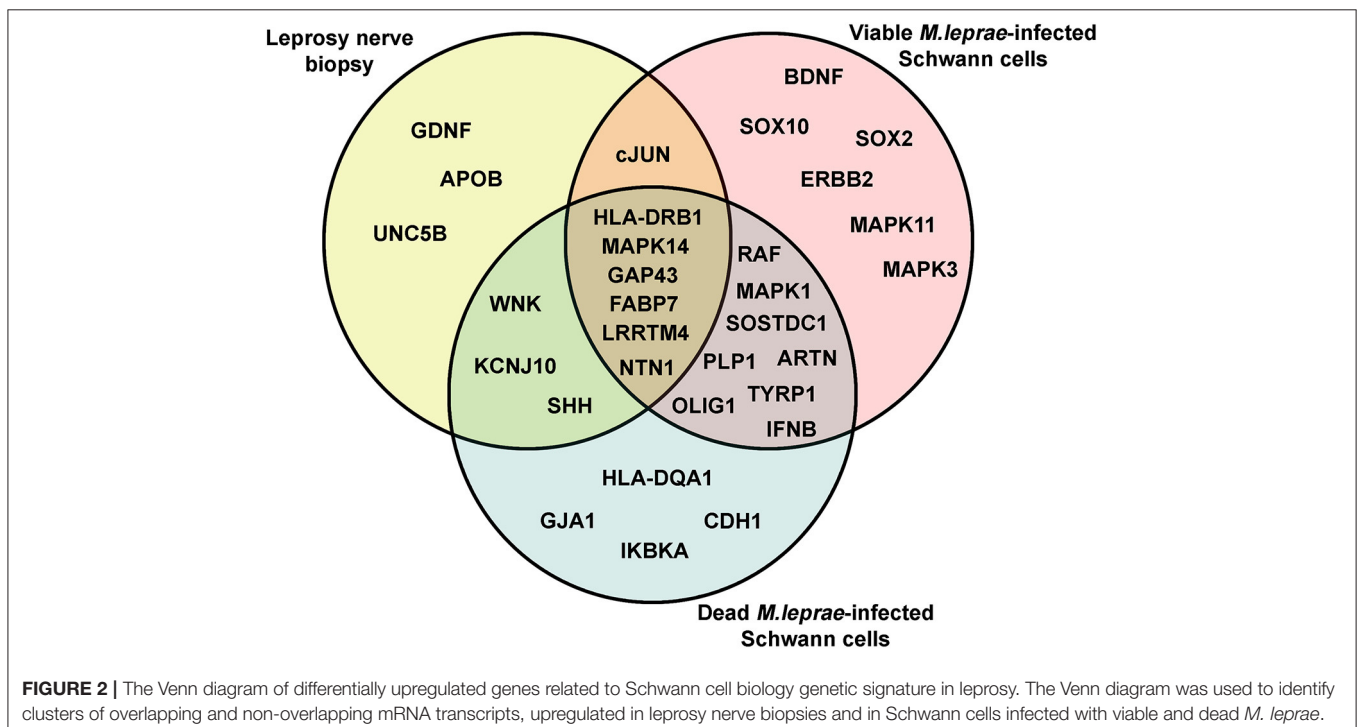 Leprosy nerve
biopsy
Viable M.leprae-infected
Schwann cells
GDNF
APOB
UNC5B
cJUN
BDNF
SOX10
SOX2
ERBB2
MAPK11
MAPK3
HLA-DRB1
MAPK14
GAP43
FABP7
LRRTM4
NTN1
WNK
KCNJ10
SHH
RAF
MAPK1
SOSTDC1
PLP1
ARTN
TYRP1
OLIG1
IFNB
HLA-DQA1
GJA1
CDH1
IKBKA
Dead M.leprae-infected
Schwann cells
FIGURE 2 | The Venn diagram of differentially upregulated genes related to Schwann cell biology genetic signature in leprosy. The Venn diagram was used to identify
clusters of overlapping and non-overlapping mRNA transcripts, upregulated in leprosy nerve biopsies and in Schwann cells infected with viable and dead M. leprae.